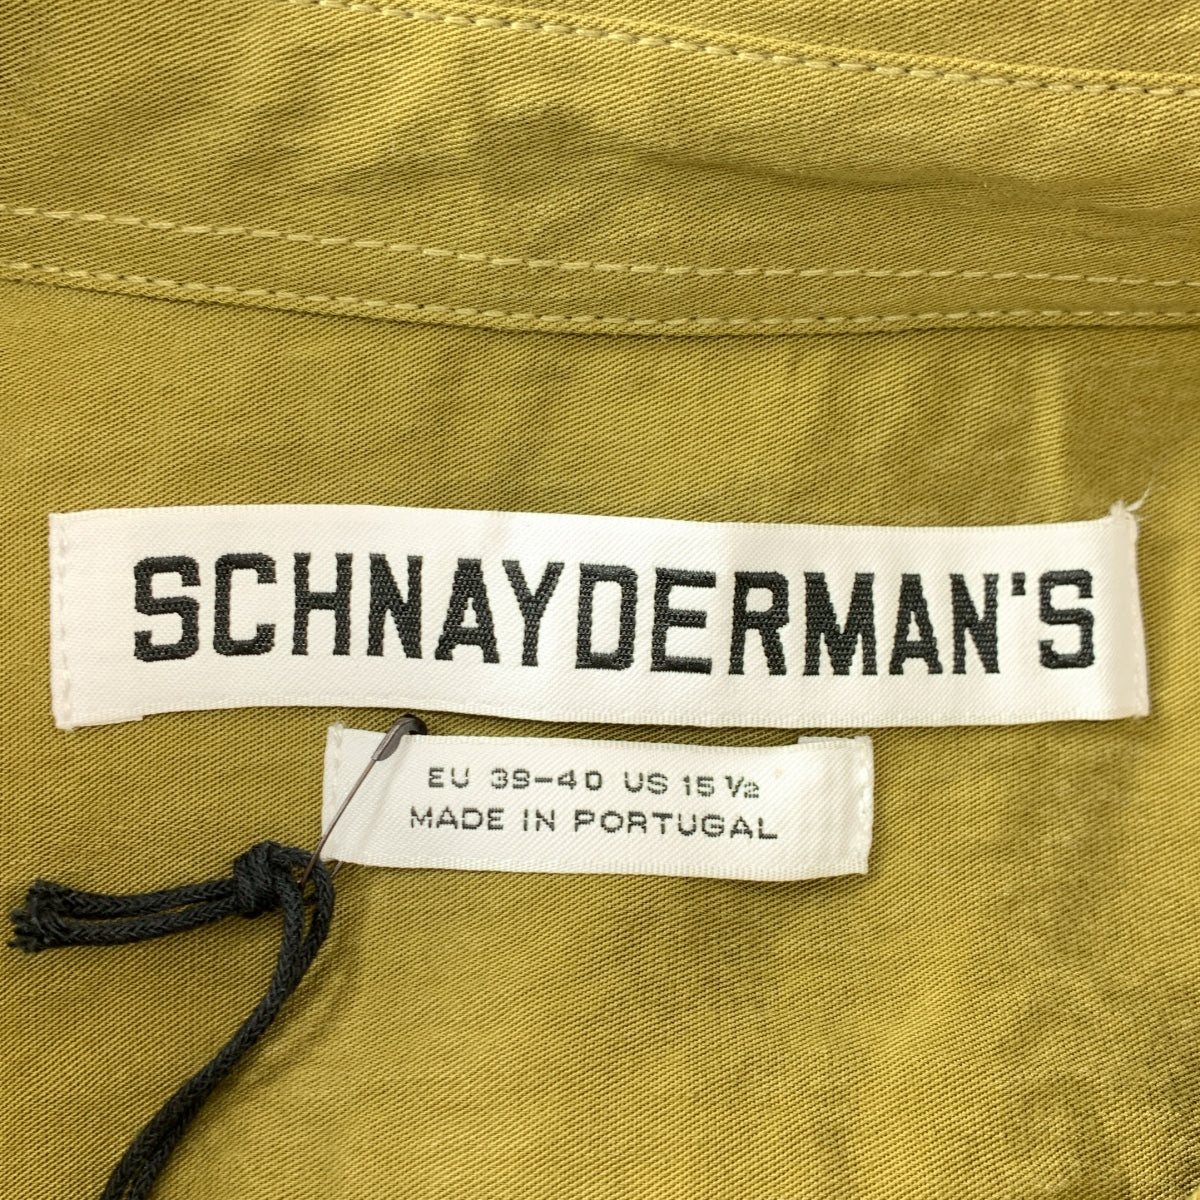 SCHNAYDERMAN'S
EU 39-40 US 15 ½
MADE IN PORTUGAL